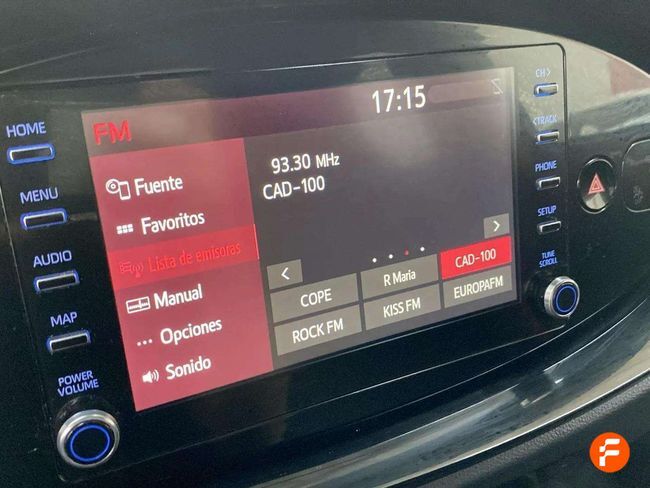 HOME
MENU
AUDIO
MAP
POWER
VOLUME
FM
17:15
Fuente
Favoritos
Lista de emisoras
Manual
Opciones
Sonido
93.30 MHz
CAD-100
COPE
R Maria
CAD-100
ROCK FM
KISS FM
EUROPAFM
CH >
< TRACK
PHONE
SETUP
TUNE
SCROLL